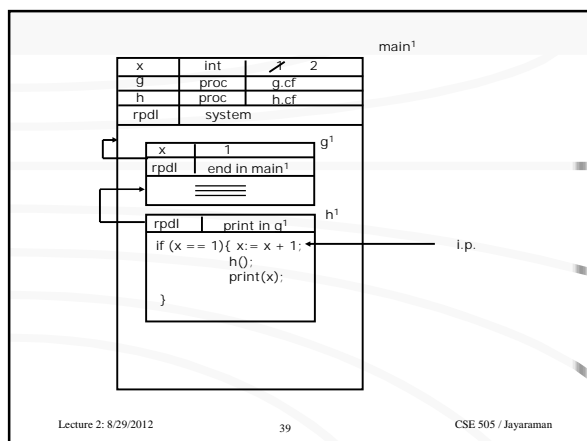 main¹
x int 1 2
g proc g.cf
h proc h.cf
rpdl system
g¹
x 1
rpdl end in main¹
h¹
rpdl print in g¹
if (x == 1){ x:= x + 1; i.p.
h();
print(x);
}
Lecture 2: 8/29/2012 39 CSE 505 / Jayaraman